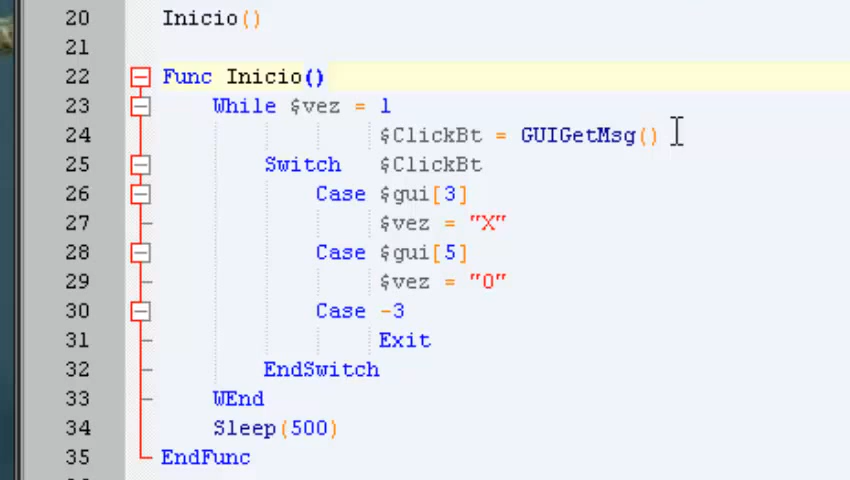 20 Inicio()
21
22 Func Inicio()
23 While $vez = 1
24 $ClickBt = GUIGetMsg()
25 Switch $ClickBt
26 Case $gui[3]
27 $vez = "X"
28 Case $gui[5]
29 $vez = "O"
30 Case -3
31 Exit
32 EndSwitch
33 WEnd
34 Sleep(500)
35 EndFunc